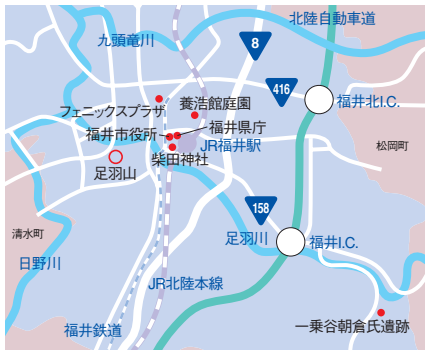 北陸自動車道
九頭竜川
8
416
福井北I.C.
フェニックスプラザ
養浩館庭園
福井市役所
福井県庁
JR福井駅
松岡町
柴田神社
足羽山
158
清水町
足羽川
福井I.C.
日野川
JR北陸本線
福井鉄道
一乗谷朝倉氏遺跡